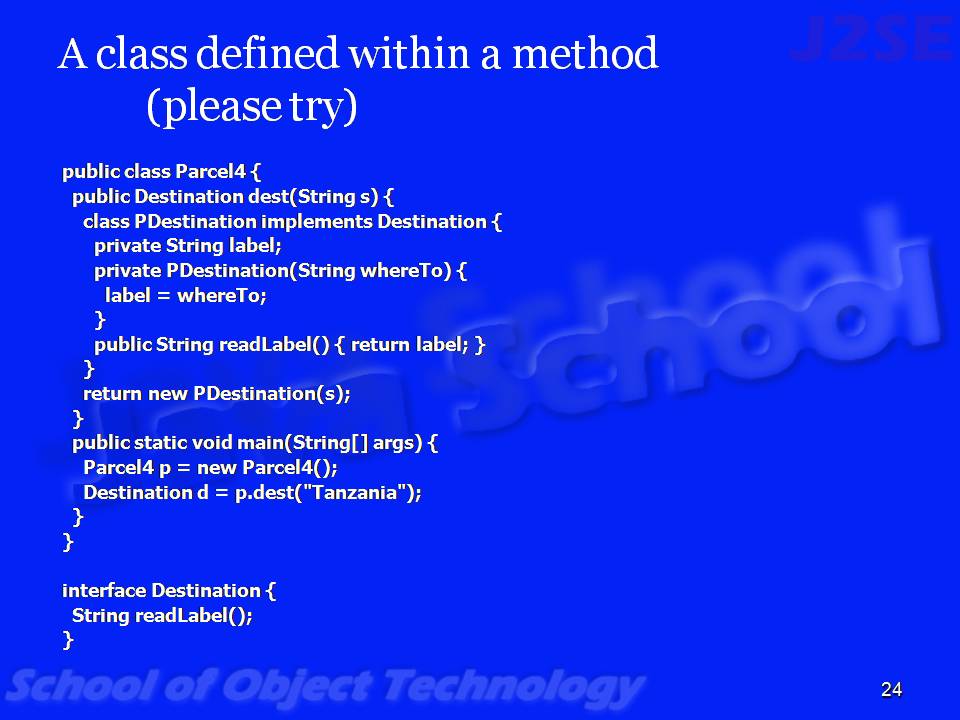 J2SE
A class defined within a method
(please try)
public class Parcel4 {
public Destination dest(String s) {
class PDestination implements Destination {
private String label;
private PDestination(String whereTo) {
label = whereTo;
}
public String readLabel() { return label; }
}
return new PDestination(s);
}
public static void main(String[] args) {
Parcel4 p = new Parcel4();
Destination d = p.dest("Tanzania");
}
}
interface Destination {
String readLabel();
}
School
School of Object Technology
24